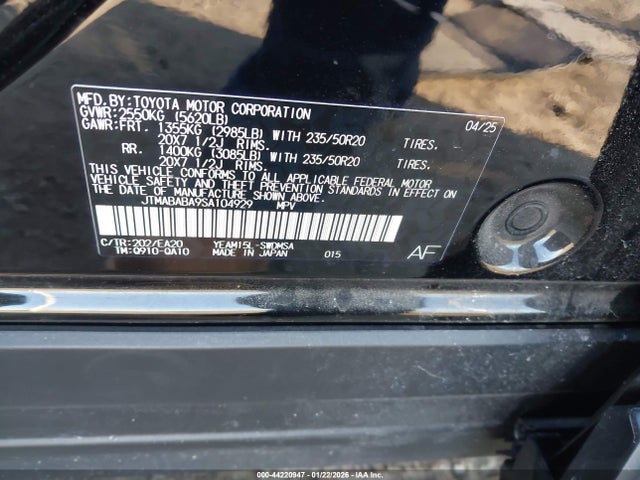 MFD.BY:TOYOTA MOTOR CORPORATION 04/25
GVWR:2550KG (5620LB)
GAWR:FRT. 1355KG (2985LB) WITH 235/50R20 TIRES.
20X7 1/2J RIMS.
RR. 1400KG (3085LB) WITH 235/50R20 TIRES.
20X7 1/2J RIMS.
THIS VEHICLE CONFORMS TO ALL APPLICABLE FEDERAL MOTOR
VEHICLE SAFETY AND THEFT PREVENTION STANDARDS IN EFFECT ON
THE DATE OF MANUFACTURE SHOWN ABOVE.
JTMABABA9SA104929 MPV
C/TR:202/EA20 YEAM15L-SWDMSA
TM:Q910-QA10 MADE IN JAPAN 015 AF
000-44220947 - 01/22/2026 - Copyright IAA, Inc.